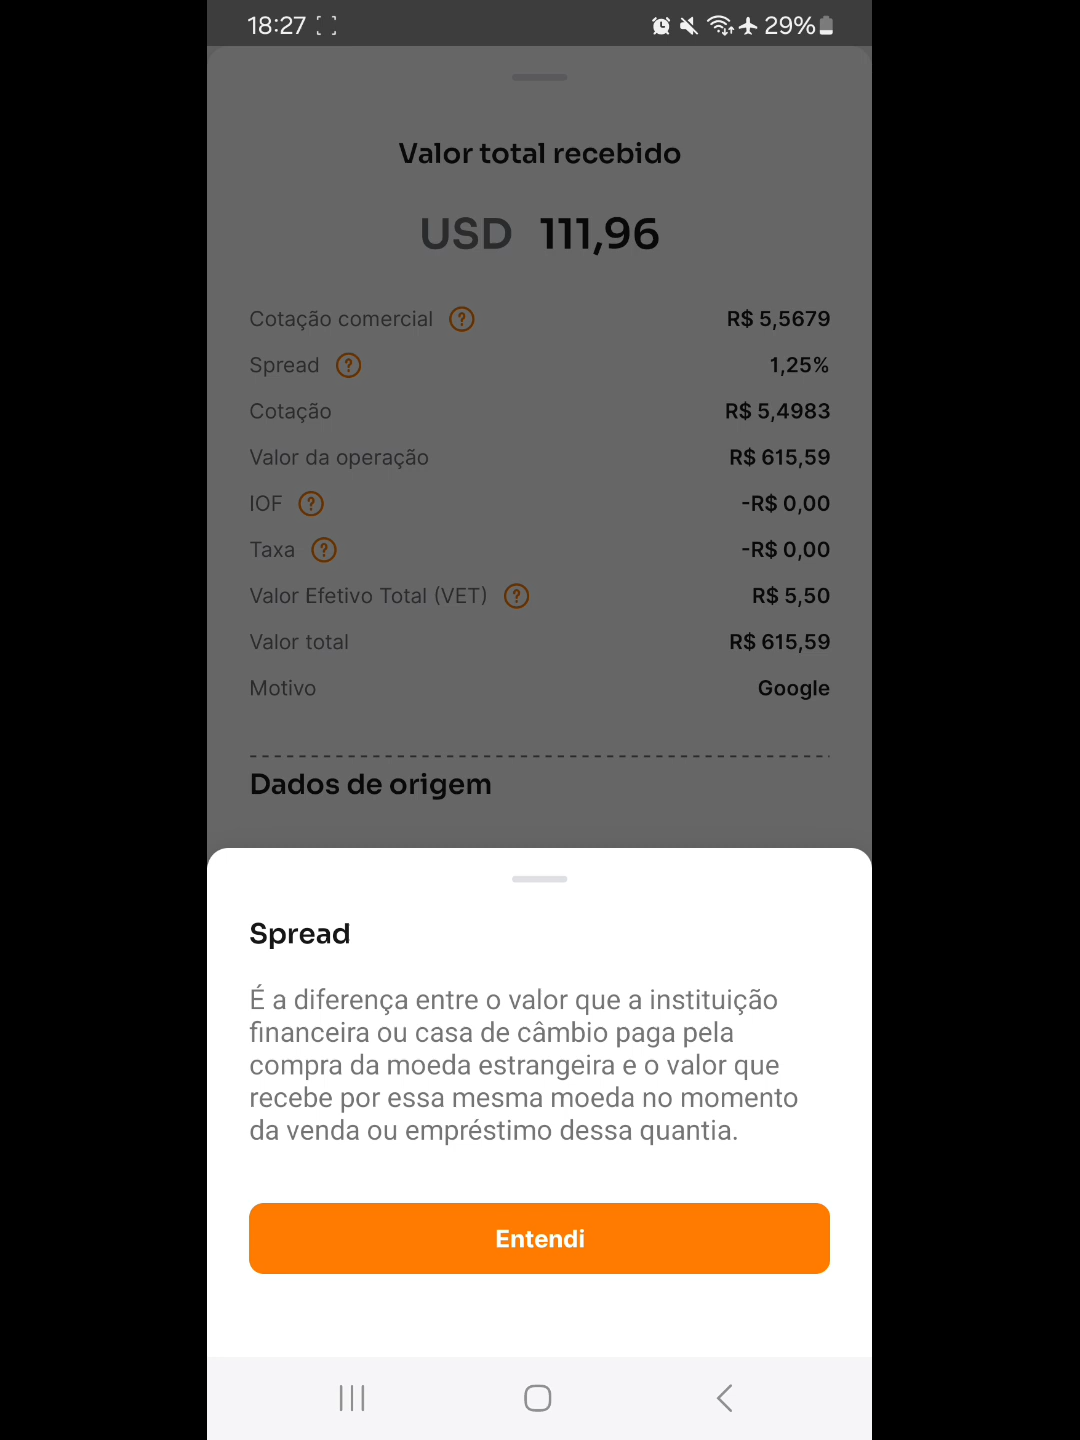 18:27 29%
Valor total recebido
USD 111,96
Cotação comercial ? R$ 5,5679
Spread ? 1,25%
Cotação R$ 5,4983
Valor da operação R$ 615,59
IOF ? -R$ 0,00
Taxa ? -R$ 0,00
Valor Efetivo Total (VET) ? R$ 5,50
Valor total R$ 615,59
Motivo Google
Dados de origem
Spread
É a diferença entre o valor que a instituição
financeira ou casa de câmbio paga pela
compra da moeda estrangeira e o valor que
recebe por essa mesma moeda no momento
da venda ou empréstimo dessa quantia.
Entendi